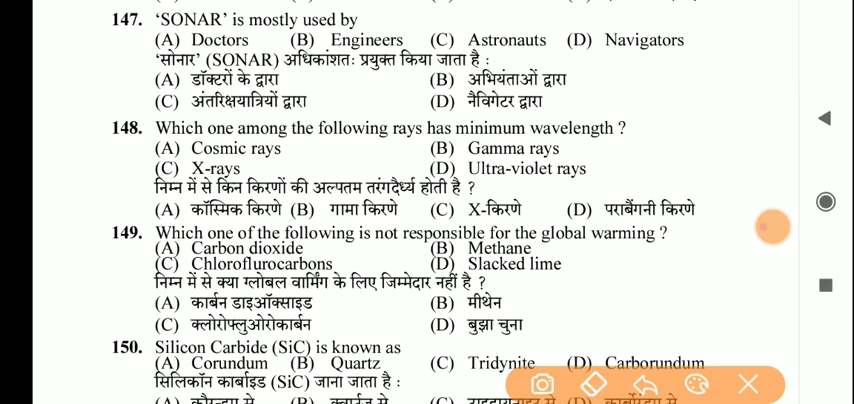 147. ‘SONAR’ is mostly used by
(A) Doctors (B) Engineers (C) Astronauts (D) Navigators
‘सोनार’ (SONAR) अधिकांशतः प्रयुक्त किया जाता है :
(A) डॉक्टरों के द्वारा (B) अभियंताओं द्वारा
(C) अंतरिक्षयात्रियों द्वारा (D) नैविगेटर द्वारा
148. Which one among the following rays has minimum wavelength ?
(A) Cosmic rays (B) Gamma rays
(C) X-rays (D) Ultra-violet rays
निम्न में से किन किरणों की अल्पतम तरंगदैर्ध्य होती है ?
(A) कॉस्मिक किरणे (B) गामा किरणे (C) X-किरणे (D) पराबैंगनी किरणे
149. Which one of the following is not responsible for the global warming ?
(A) Carbon dioxide (B) Methane
(C) Chloroflurocarbons (D) Slacked lime
निम्न में से क्या ग्लोबल वार्मिंग के लिए जिम्मेदार नहीं है ?
(A) कार्बन डाइऑक्साइड (B) मीथेन
(C) क्लोरोफ्लुओरोकार्बन (D) बुझा चुना
150. Silicon Carbide (SiC) is known as
(A) Corundum (B) Quartz (C) Tridynite (D) Carborundum
सिलिकॉन कार्बाइड (SiC) जाना जाता है :